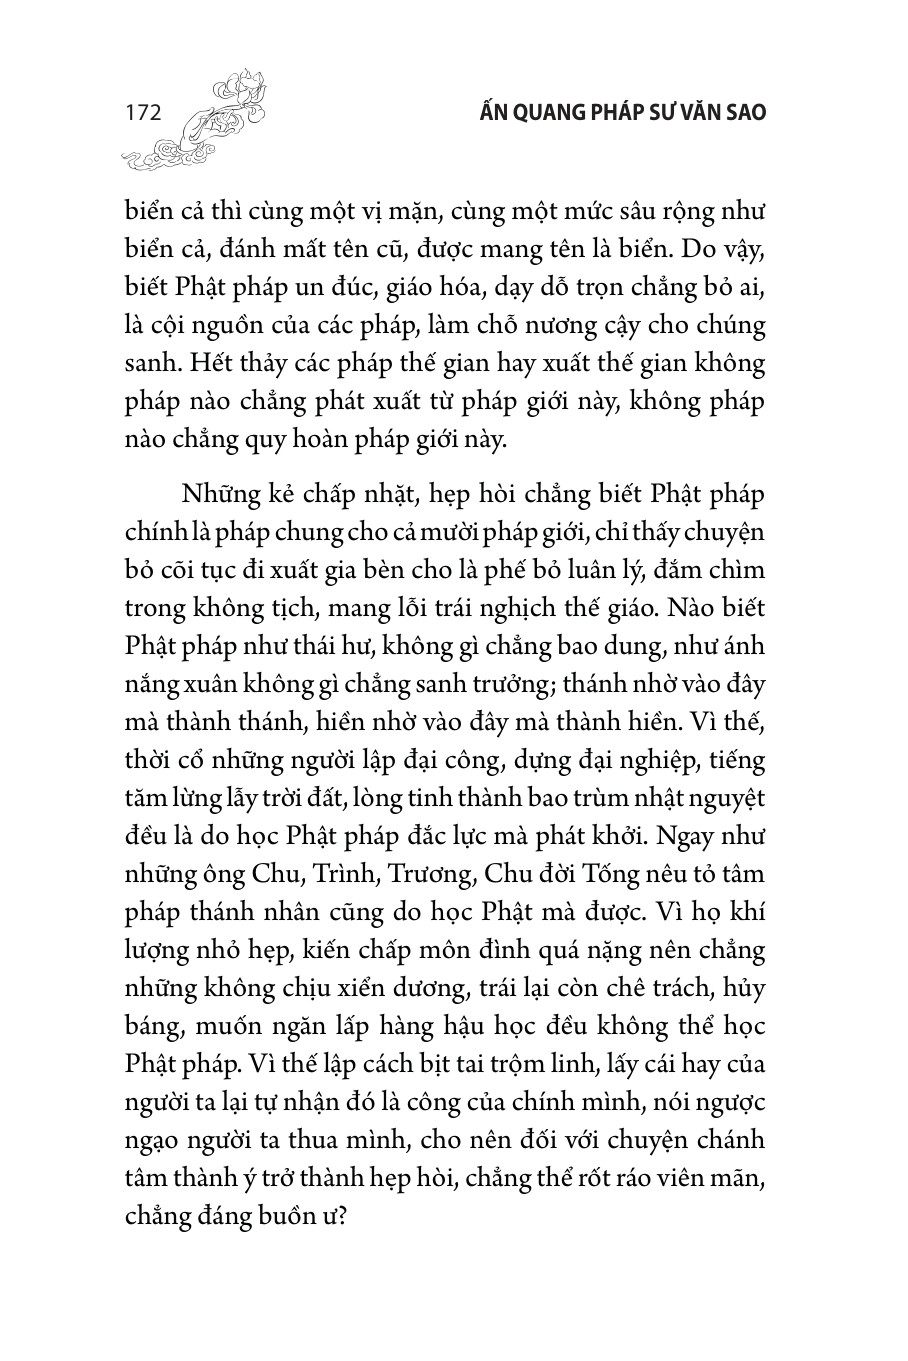 172
ẤN QUANG PHÁP SƯ VĂN SAO
biển cả thì cùng một vị mặn, cùng một mức sâu rộng như
biển cả, đánh mất tên cũ, được mang tên là biển. Do vậy,
biết Phật pháp un đúc, giáo hóa, dạy dỗ trọn chẳng bỏ ai,
là cội nguồn của các pháp, làm chỗ nương cậy cho chúng
sanh. Hết thảy các pháp thế gian hay xuất thế gian không
pháp nào chẳng phát xuất từ pháp giới này, không pháp
nào chẳng quy hoàn pháp giới này.
Những kẻ chấp nhặt, hẹp hòi chẳng biết Phật pháp
chính là pháp chung cho cả mười pháp giới, chỉ thấy chuyện
bỏ cõi tục đi xuất gia bèn cho là phế bỏ luân lý, đắm chìm
trong không tịch, mang lỗi trái nghịch thế giáo. Nào biết
Phật pháp như thái hư, không gì chẳng bao dung, như ánh
nắng xuân không gì chẳng sanh trưởng; thánh nhờ vào đây
mà thành thánh, hiền nhờ vào đây mà thành hiền. Vì thế,
thời cổ những người lập đại công, dựng đại nghiệp, tiếng
tăm lừng lẫy trời đất, lòng tinh thành bao trùm nhật nguyệt
đều là do học Phật pháp đắc lực mà phát khởi. Ngay như
những ông Chu, Trình, Trương, Chu đời Tống nêu tỏ tâm
pháp thánh nhân cũng do học Phật mà được. Vì họ khí
lượng nhỏ hẹp, kiến chấp môn đình quá nặng nên chẳng
những không chịu xiển dương, trái lại còn chê trách, hủy
báng, muốn ngăn lấp hàng hậu học đều không thể học
Phật pháp. Vì thế lập cách bịt tai trộm linh, lấy cái hay của
người ta lại tự nhận đó là công của chính mình, nói ngược
ngạo người ta thua mình, cho nên đối với chuyện chánh
tâm thành ý trở thành hẹp hòi, chẳng thể rốt ráo viên mãn,
chẳng đáng buồn ư?